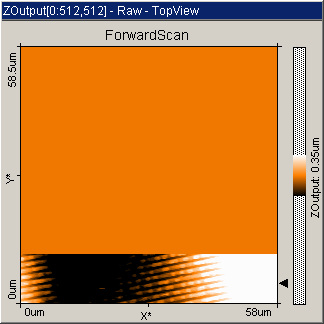 ZOutput[0:512,512] - Raw - TopView
ForwardScan
58.5um
Y*
0um
0um
X*
58um
ZOutput: 0.35um